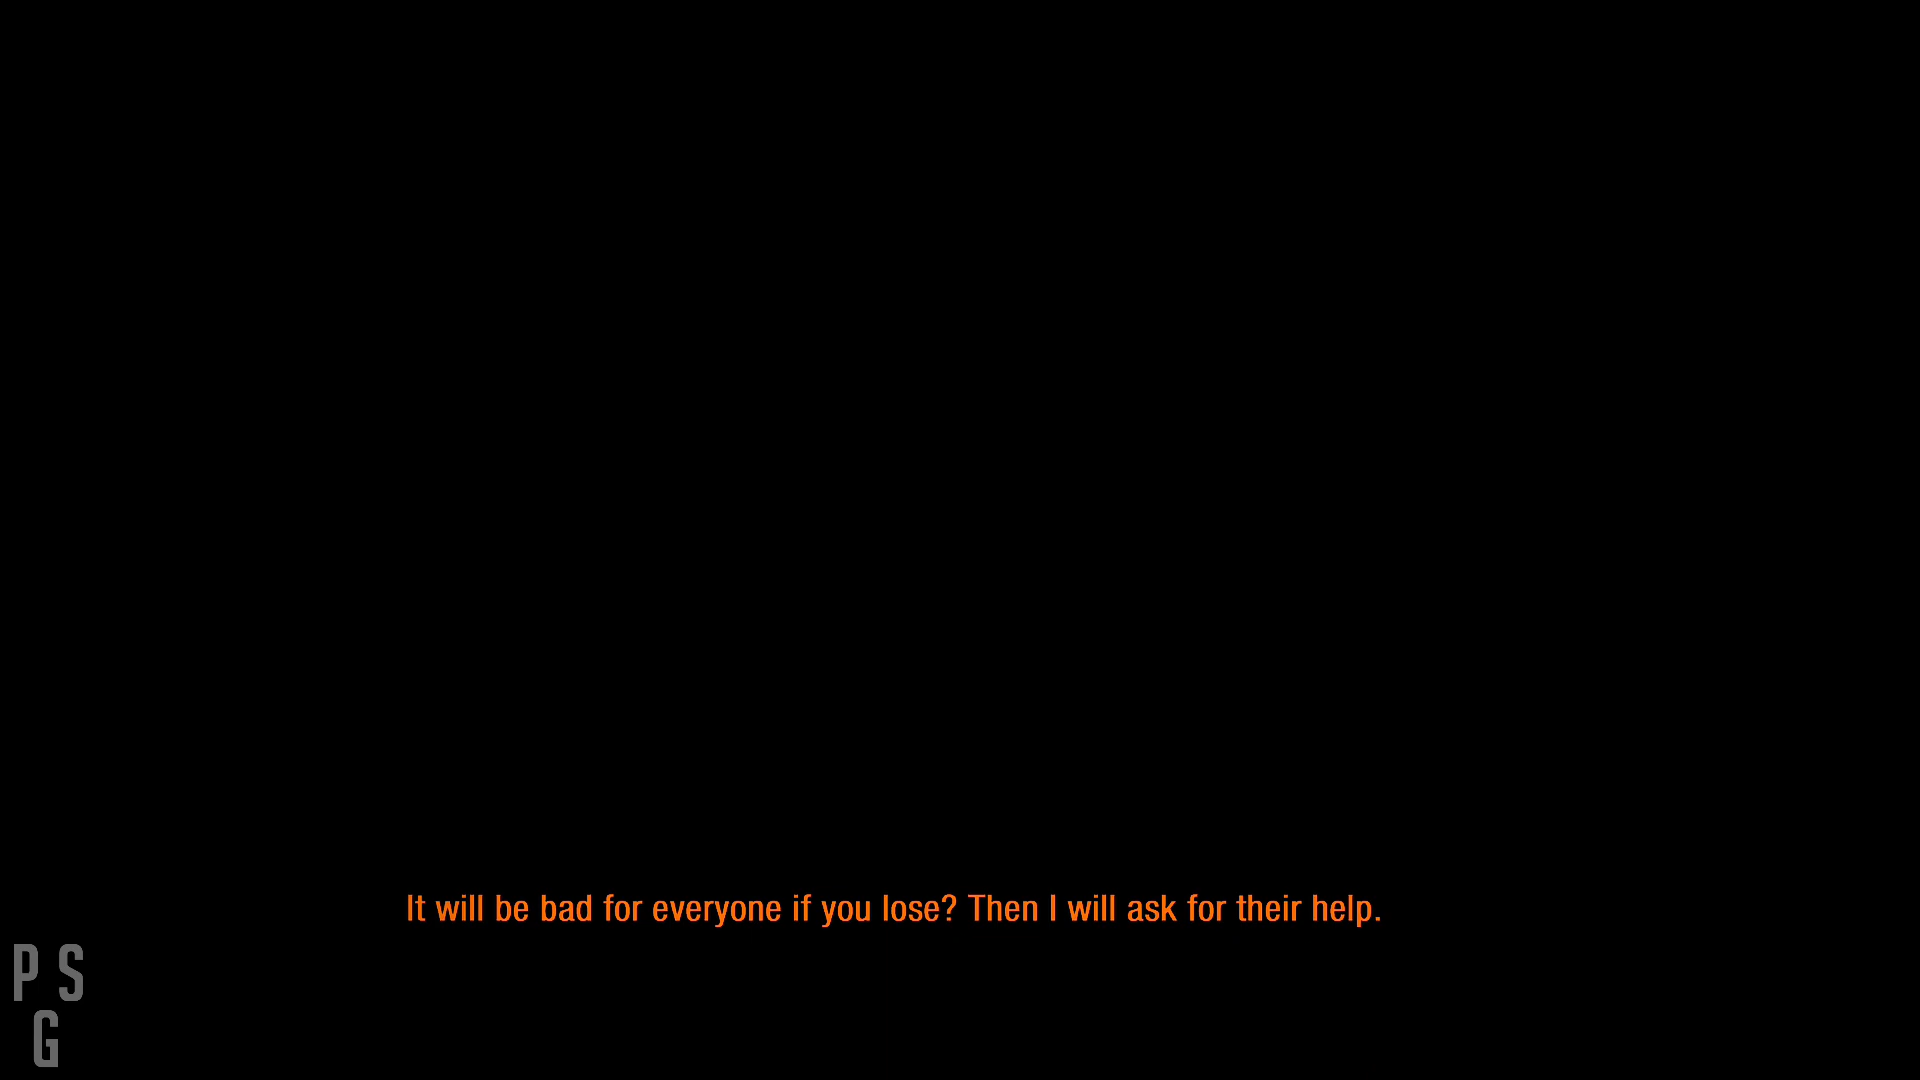 It will be bad for everyone if you lose? Then I will ask for their help.
P S
G